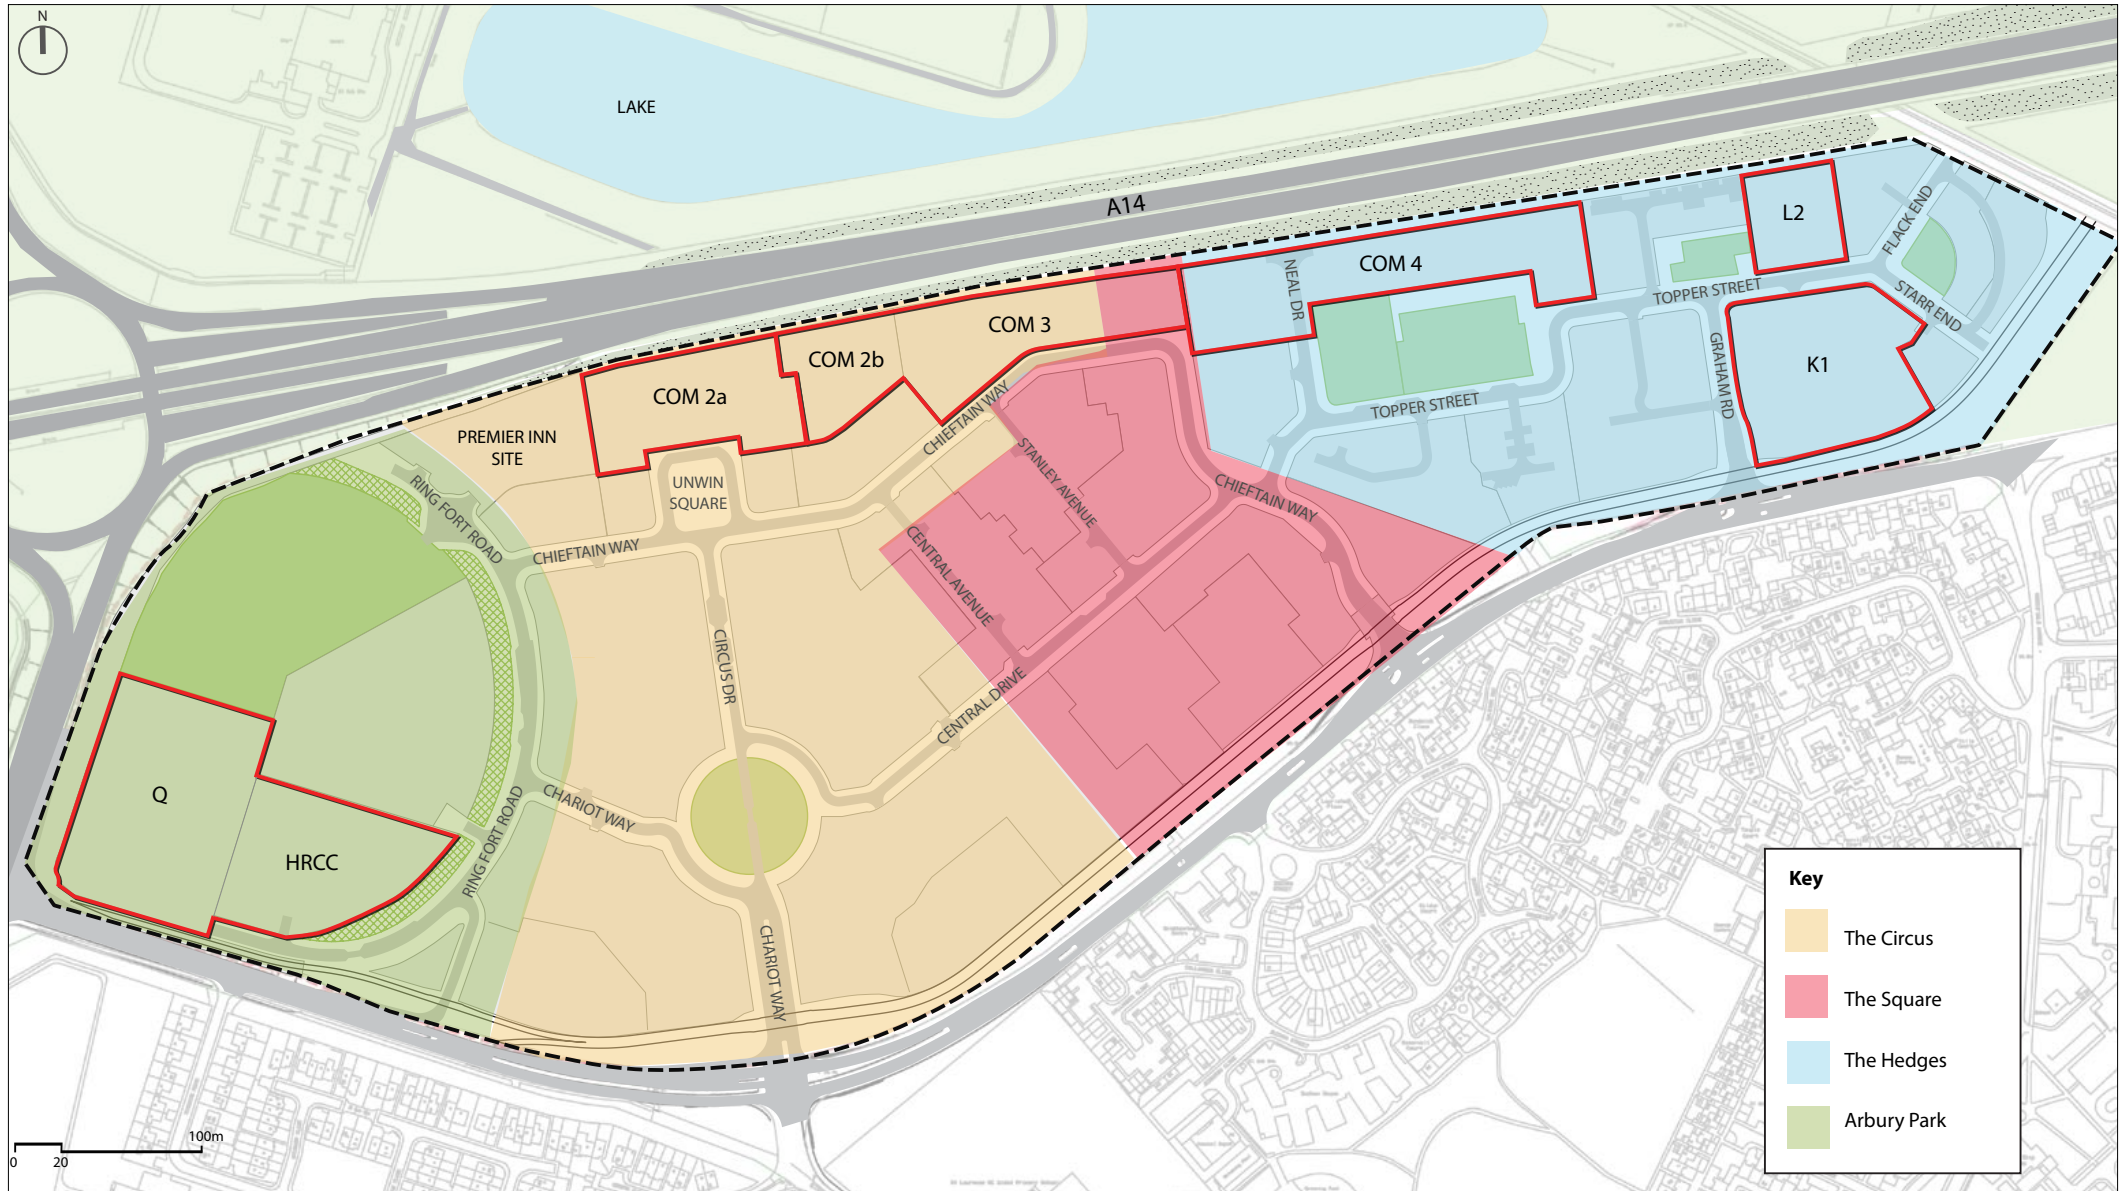 N
LAKE
A14
L2
FLACK END
COM 4
NEAL DR
TOPPER STREET
STARR END
COM 3
COM 2b
COM 2a
K1
GRAHAM RD
TOPPER STREET
CHIEFTAIN WAY
PREMIER INN
SITE
STANLEY AVENUE
UNWIN
SQUARE
CHIEFTAIN WAY
RING FORT ROAD
CHIEFTAIN WAY
CENTRAL AVENUE
CIRCUS DR
CENTRAL DRIVE
Q
CHARIOT WAY
RING FORT ROAD
HRCC
CHARIOT WAY
Key
The Circus
The Square
The Hedges
Arbury Park
100m
0
20